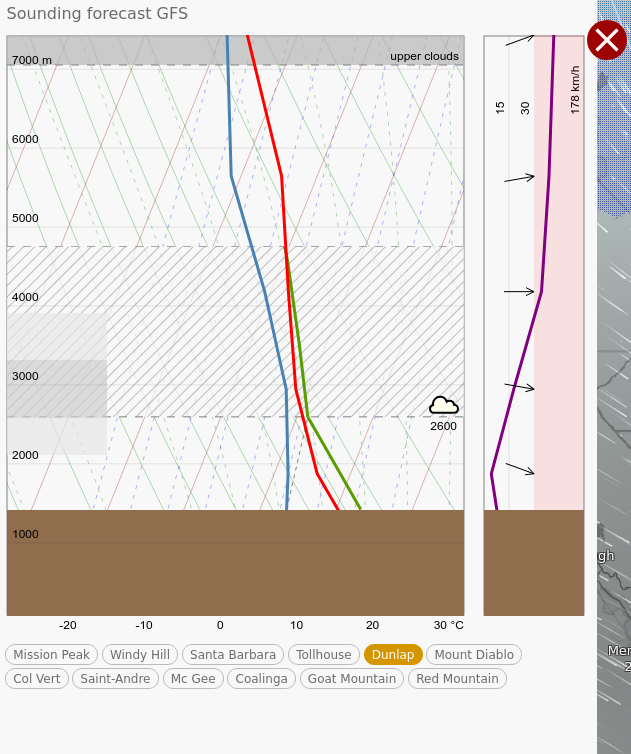 Sounding forecast GFS
upper clouds
7000 m
6000
5000
4000
3000
2600
2000
1000
-20 -10 0 10 20 30 °C
15 30 178 km/h
gh
Mer
2
Mission Peak Windy Hill Santa Barbara Tollhouse Dunlap Mount Diablo
Col Vert Saint-Andre Mc Gee Coalinga Goat Mountain Red Mountain